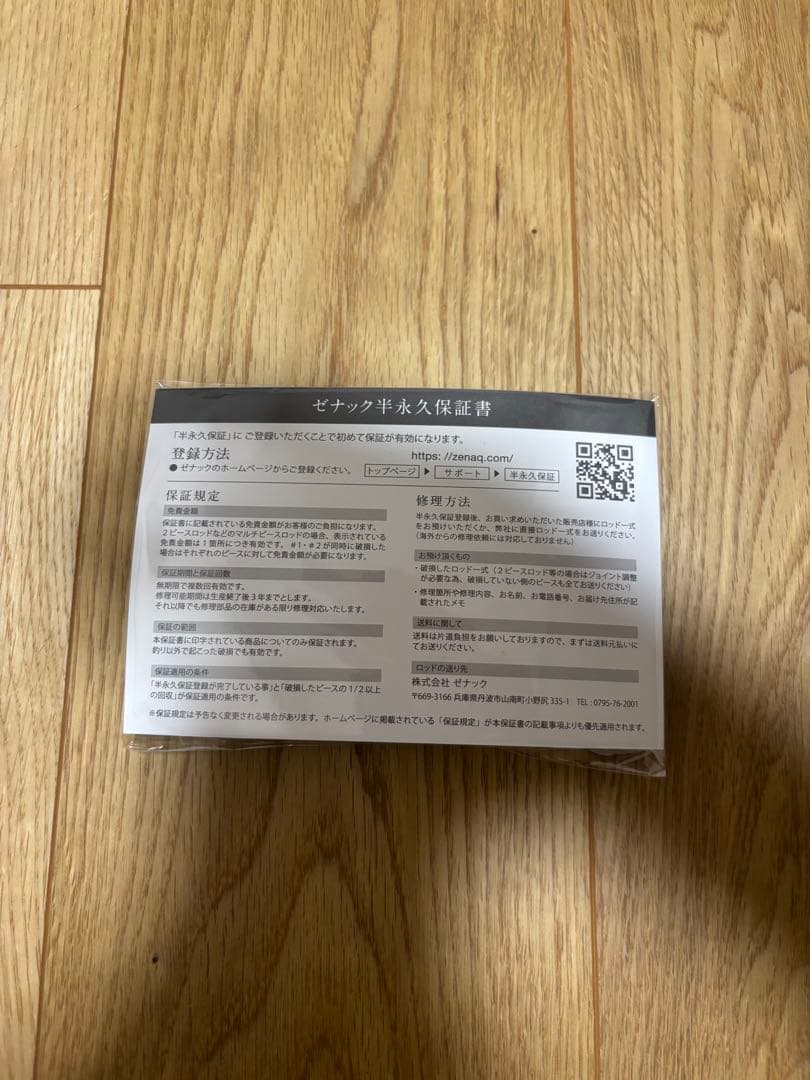 ゼナック半永久保証書
「半永久保証」にご登録いただくことで初めて保証が有効になります。
登録方法
https: //zenaq.com/
● ゼナックのホームページからご登録ください。 トップページ ▶ サポート ▶ 半永久保証
保証規定
免責金額
保証書に記載されている免責金額がお客様のご負担になります。
2ピースロッドなどのマルチピースロッドの場合、表示されている
免責金額は1箇所につき有効です。 #1・#2が同時に破損した
場合はそれぞれのピースに対して免責金額が必要になります。
保証期間と保証回数
無期限で複数回有効です。
修理可能期間は生産終了後3年までとします。
それ以降でも修理部品の在庫がある限り修理対応いたします。
保証の範囲
本保証書に印字されている商品についてのみ保証されます。
釣り以外で起こった破損でも有効です。
保証適用の条件
「半永久保証登録が完了している事」と「破損したピースの1/2以上
の回収」が保証適用の条件です。
修理方法
半永久保証登録後、お買い求めいただいた販売店様にロッド一式
をお預けいただくか、弊社に直接ロッド一式をお送りください。
(海外からの修理依頼には対応しておりません)
お預け頂くもの
・破損したロッド一式(2ピースロッド等の場合はジョイント調整
が必要な為、破損していない側のピースも全てお送りください)
・修理箇所や修理内容、お名前、お電話番号、お届け先住所が記
載されたメモ
送料に関して
送料は片道負担をお願いしておりますので、まずは送料元払いに
てお送りください。
ロッドの送り先
株式会社 ゼナック
〒669-3166 兵庫県丹波市山南町小野尻 335-1 TEL : 0795-76-2001
※保証規定は予告なく変更される場合があります。ホームページに掲載されている「保証規定」が本保証書の記載事項よりも優先適用されます。